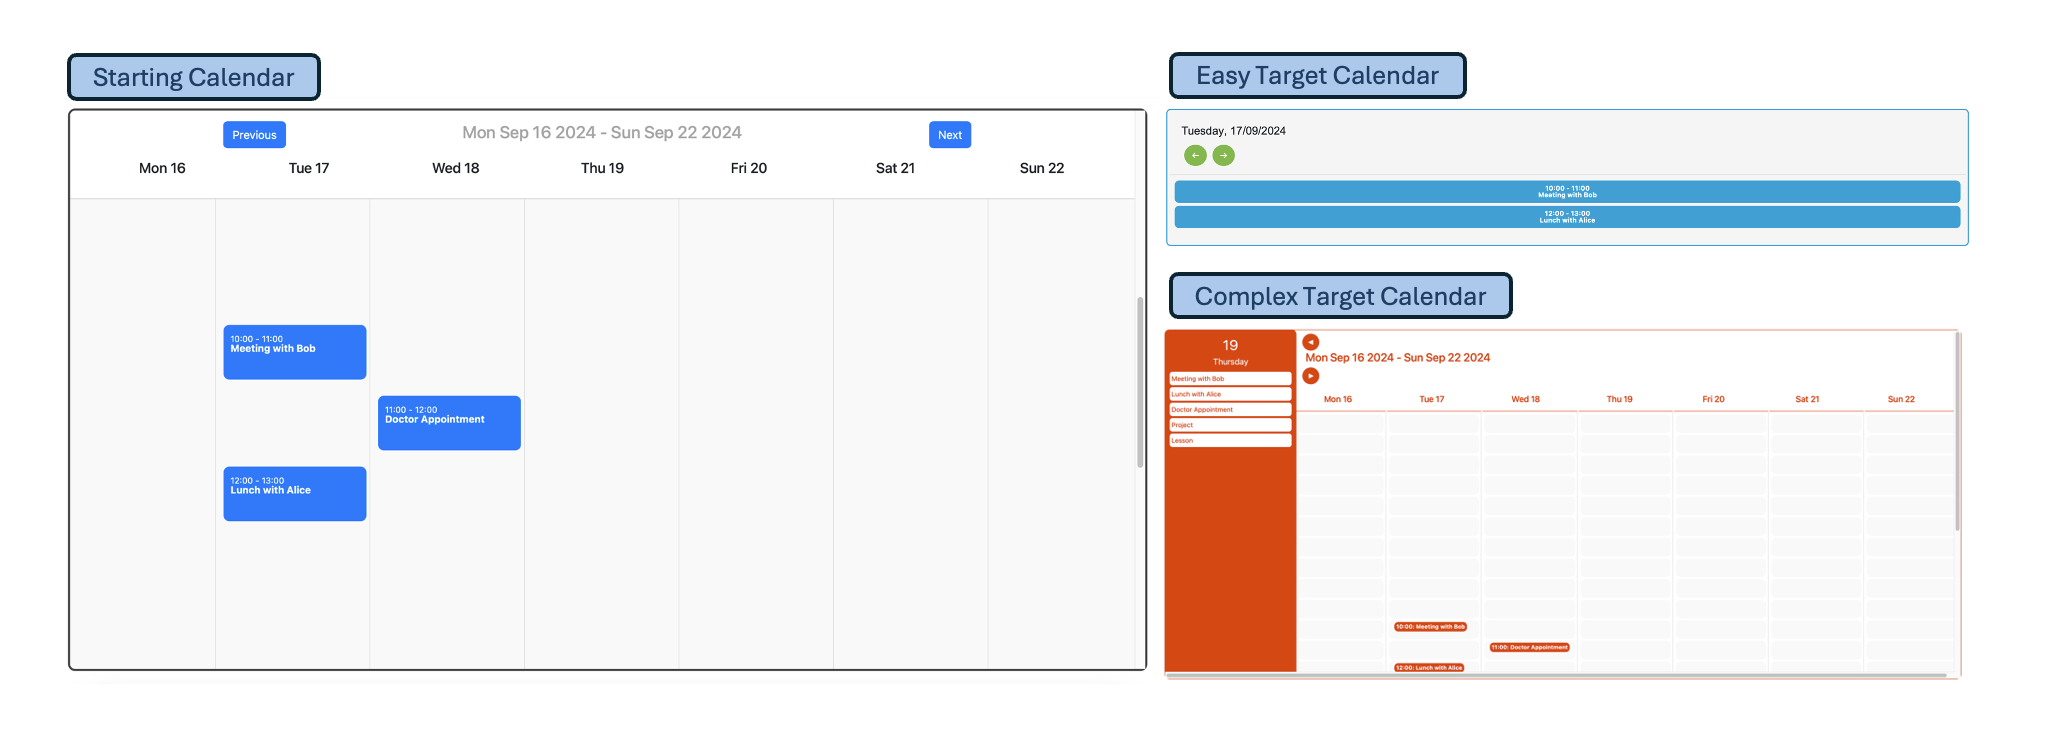 Starting Calendar
Previous
Mon Sep 16 2024 - Sun Sep 22 2024
Next
Mon 16 Tue 17 Wed 18 Thu 19 Fri 20 Sat 21 Sun 22
10:00 - 11:00
Meeting with Bob
11:00 - 12:00
Doctor Appointment
12:00 - 13:00
Lunch with Alice
Easy Target Calendar
Tuesday, 17/09/2024
10:00 - 11:00
Meeting with Bob
12:00 - 13:00
Lunch with Alice
Complex Target Calendar
19
Thursday
Meeting with Bob
Lunch with Alice
Doctor Appointment
Project
Lesson
Mon Sep 16 2024 - Sun Sep 22 2024
Mon 16 Tue 17 Wed 18 Thu 19 Fri 20 Sat 21 Sun 22
10:00: Meeting with Bob
11:00: Doctor Appointment
12:00: Lunch with Alice